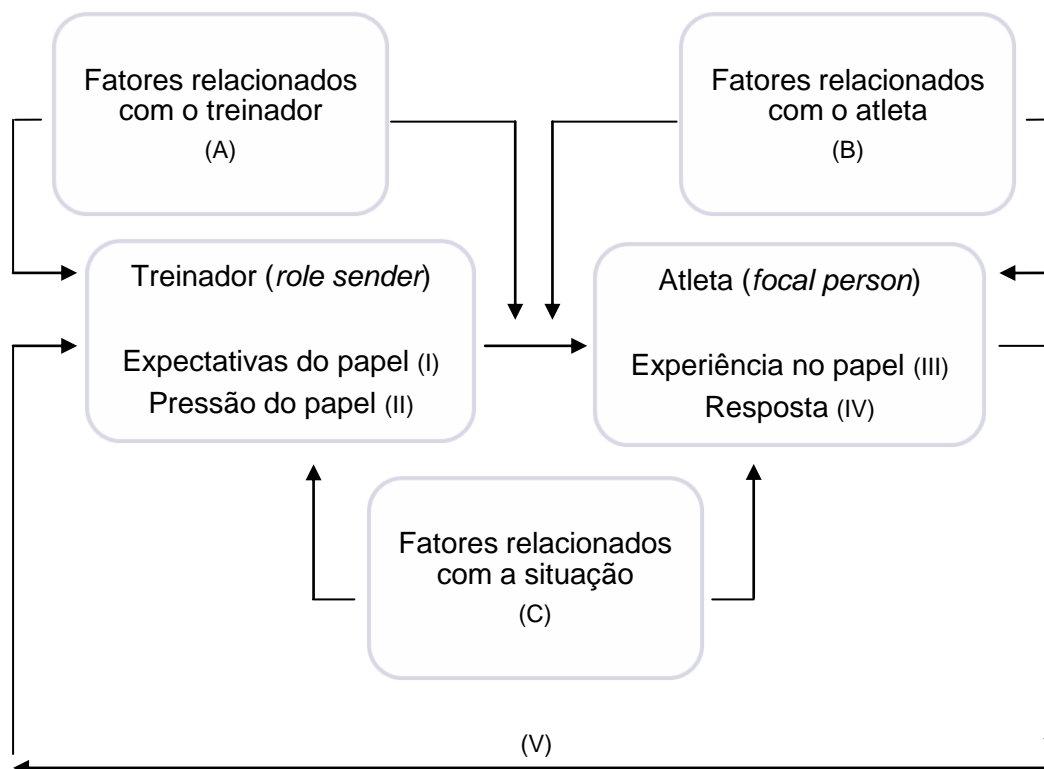 Fatores relacionados
com o treinador
(A)
Fatores relacionados
com o atleta
(B)
Treinador (role sender)
Expectativas do papel (I)
Pressão do papel (II)
Atleta (focal person)
Experiência no papel (III)
Resposta (IV)
Fatores relacionados
com a situação
(C)
(V)